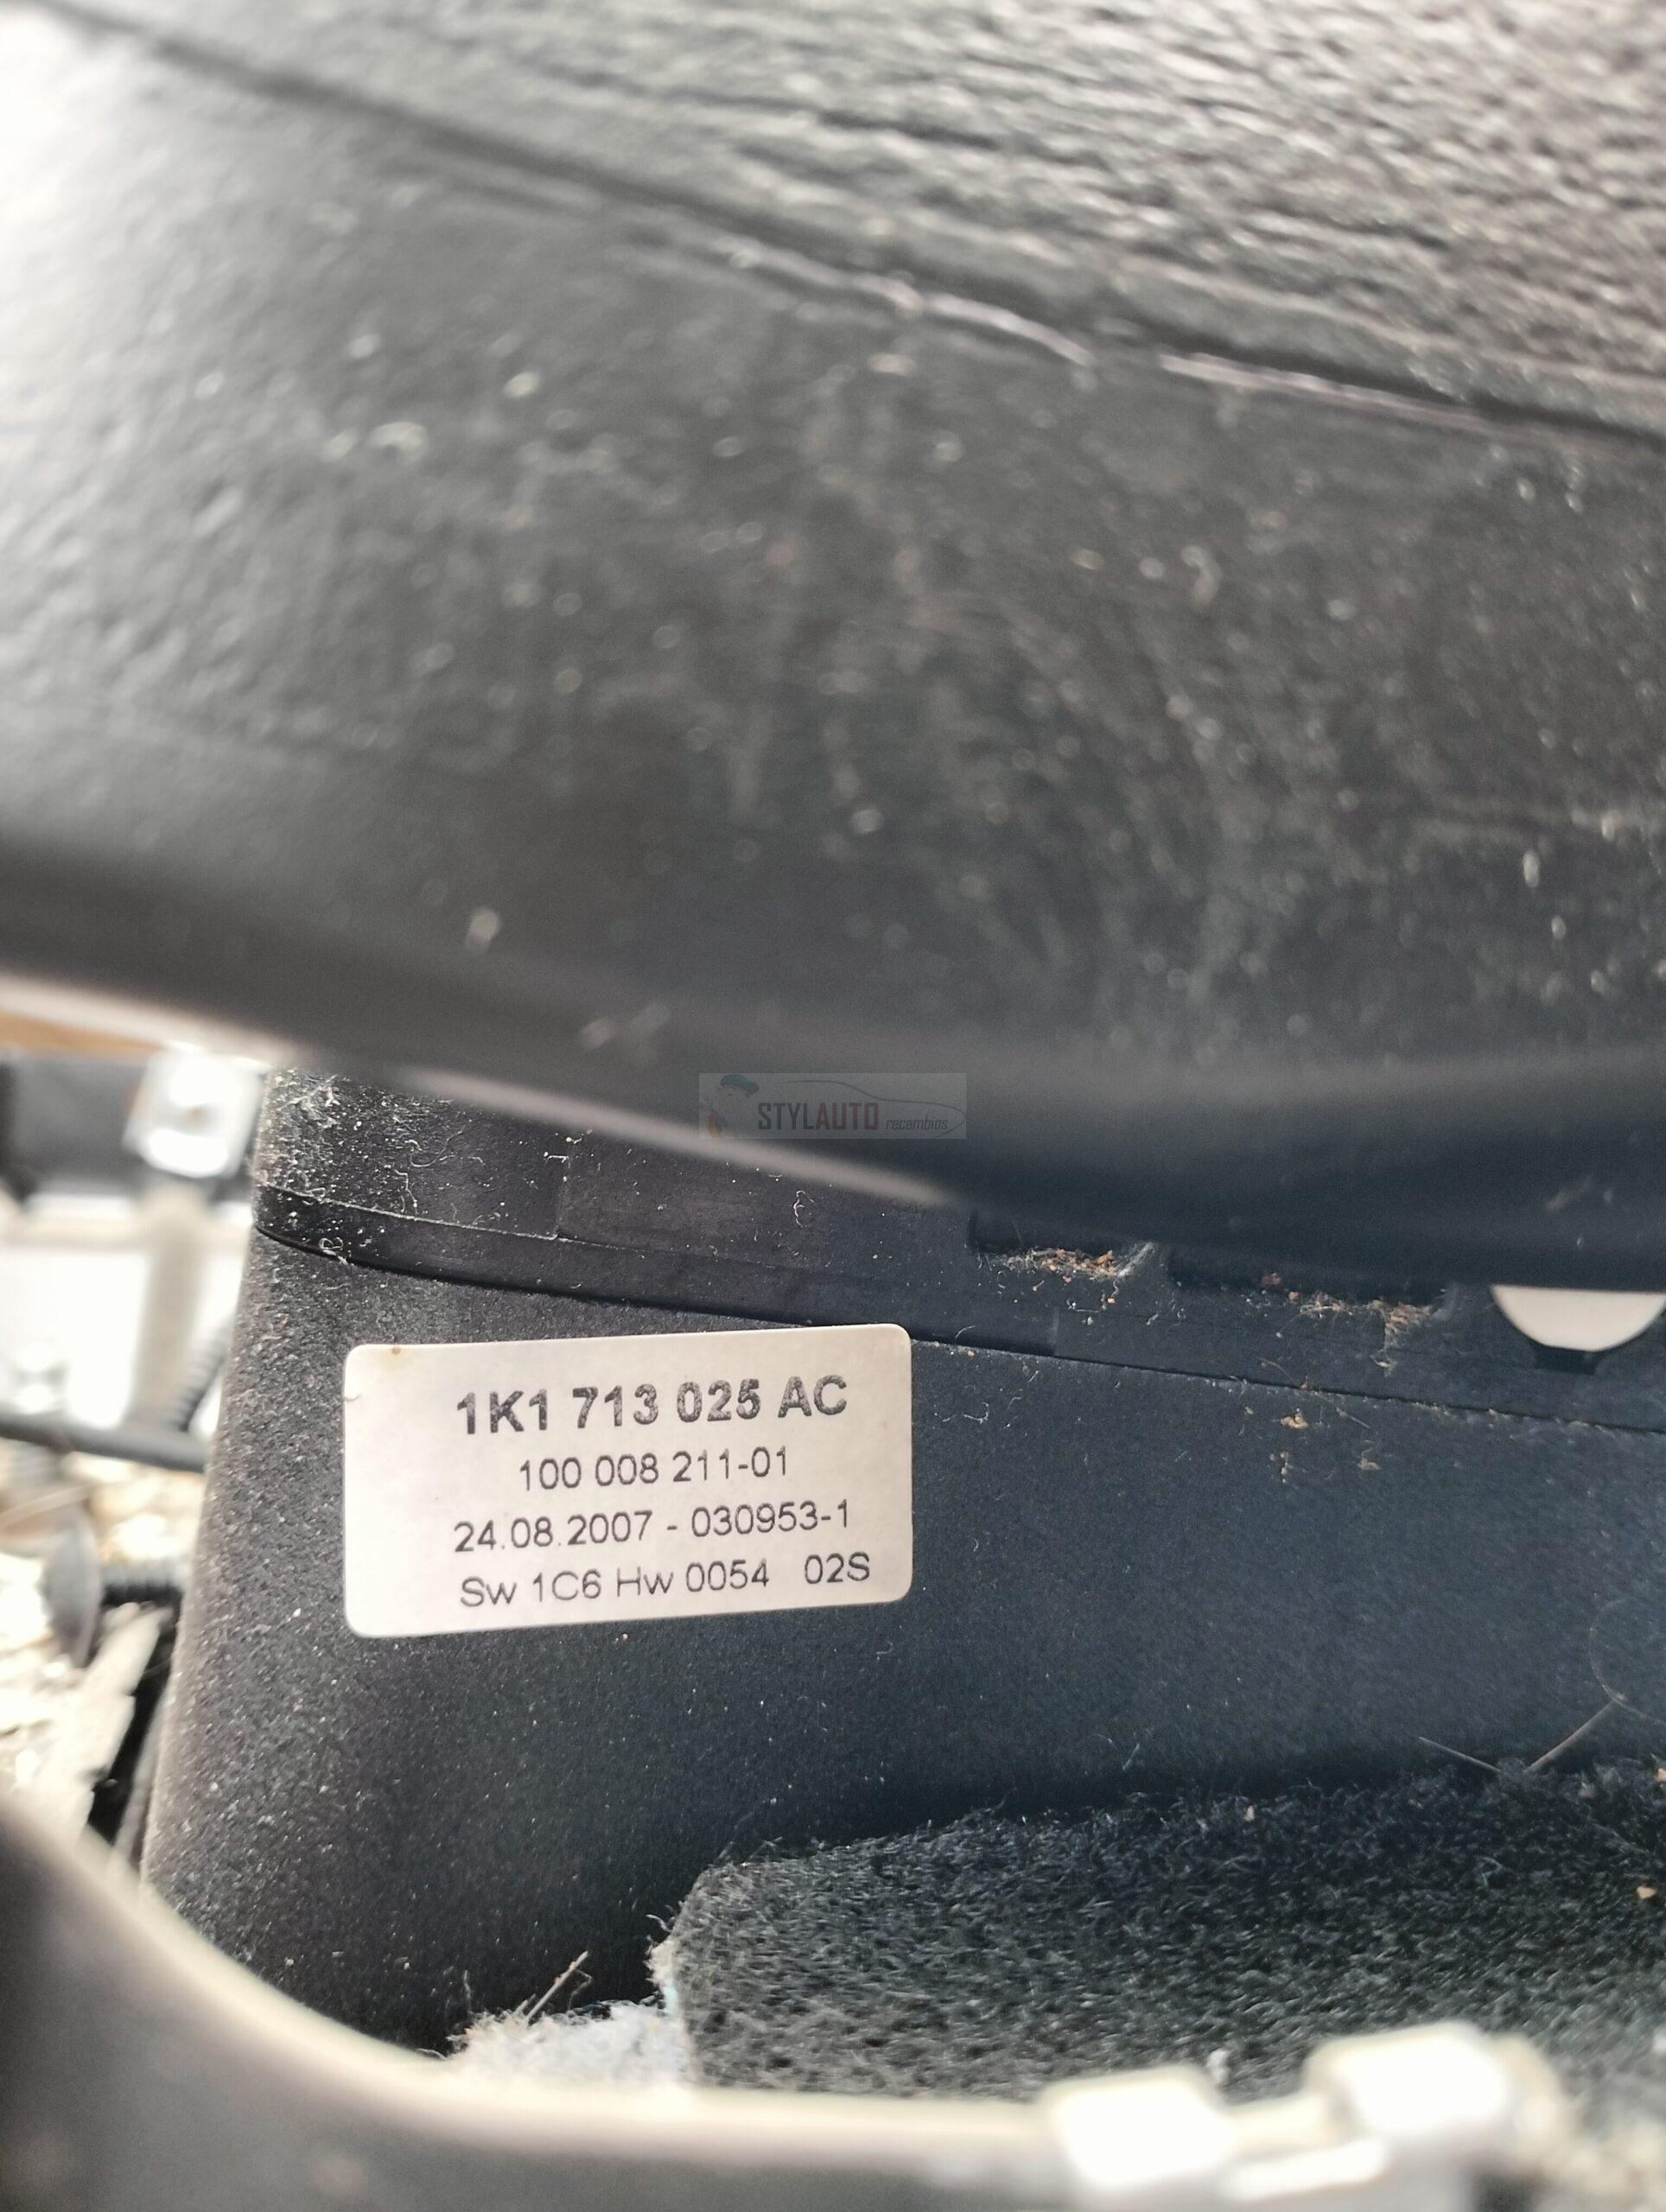 STYLAUTO recambios
1K1 713 025 AC
100 008 211-01
24.08.2007 - 030953-1
Sw 1C6 Hw 0054 02S